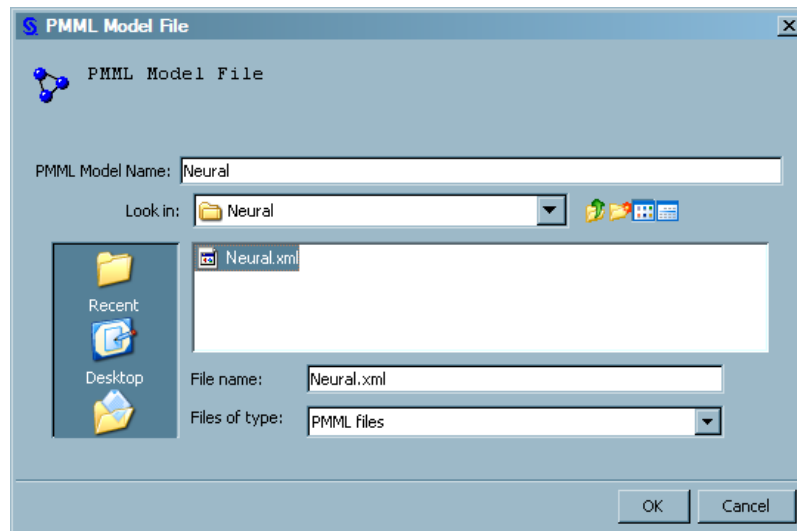 PMML Model File
PMML Model File
PMML Model Name: Neural
Look in: Neural
Neural.xml
Recent
Desktop
File name: Neural.xml
Files of type: PMML files
OK Cancel